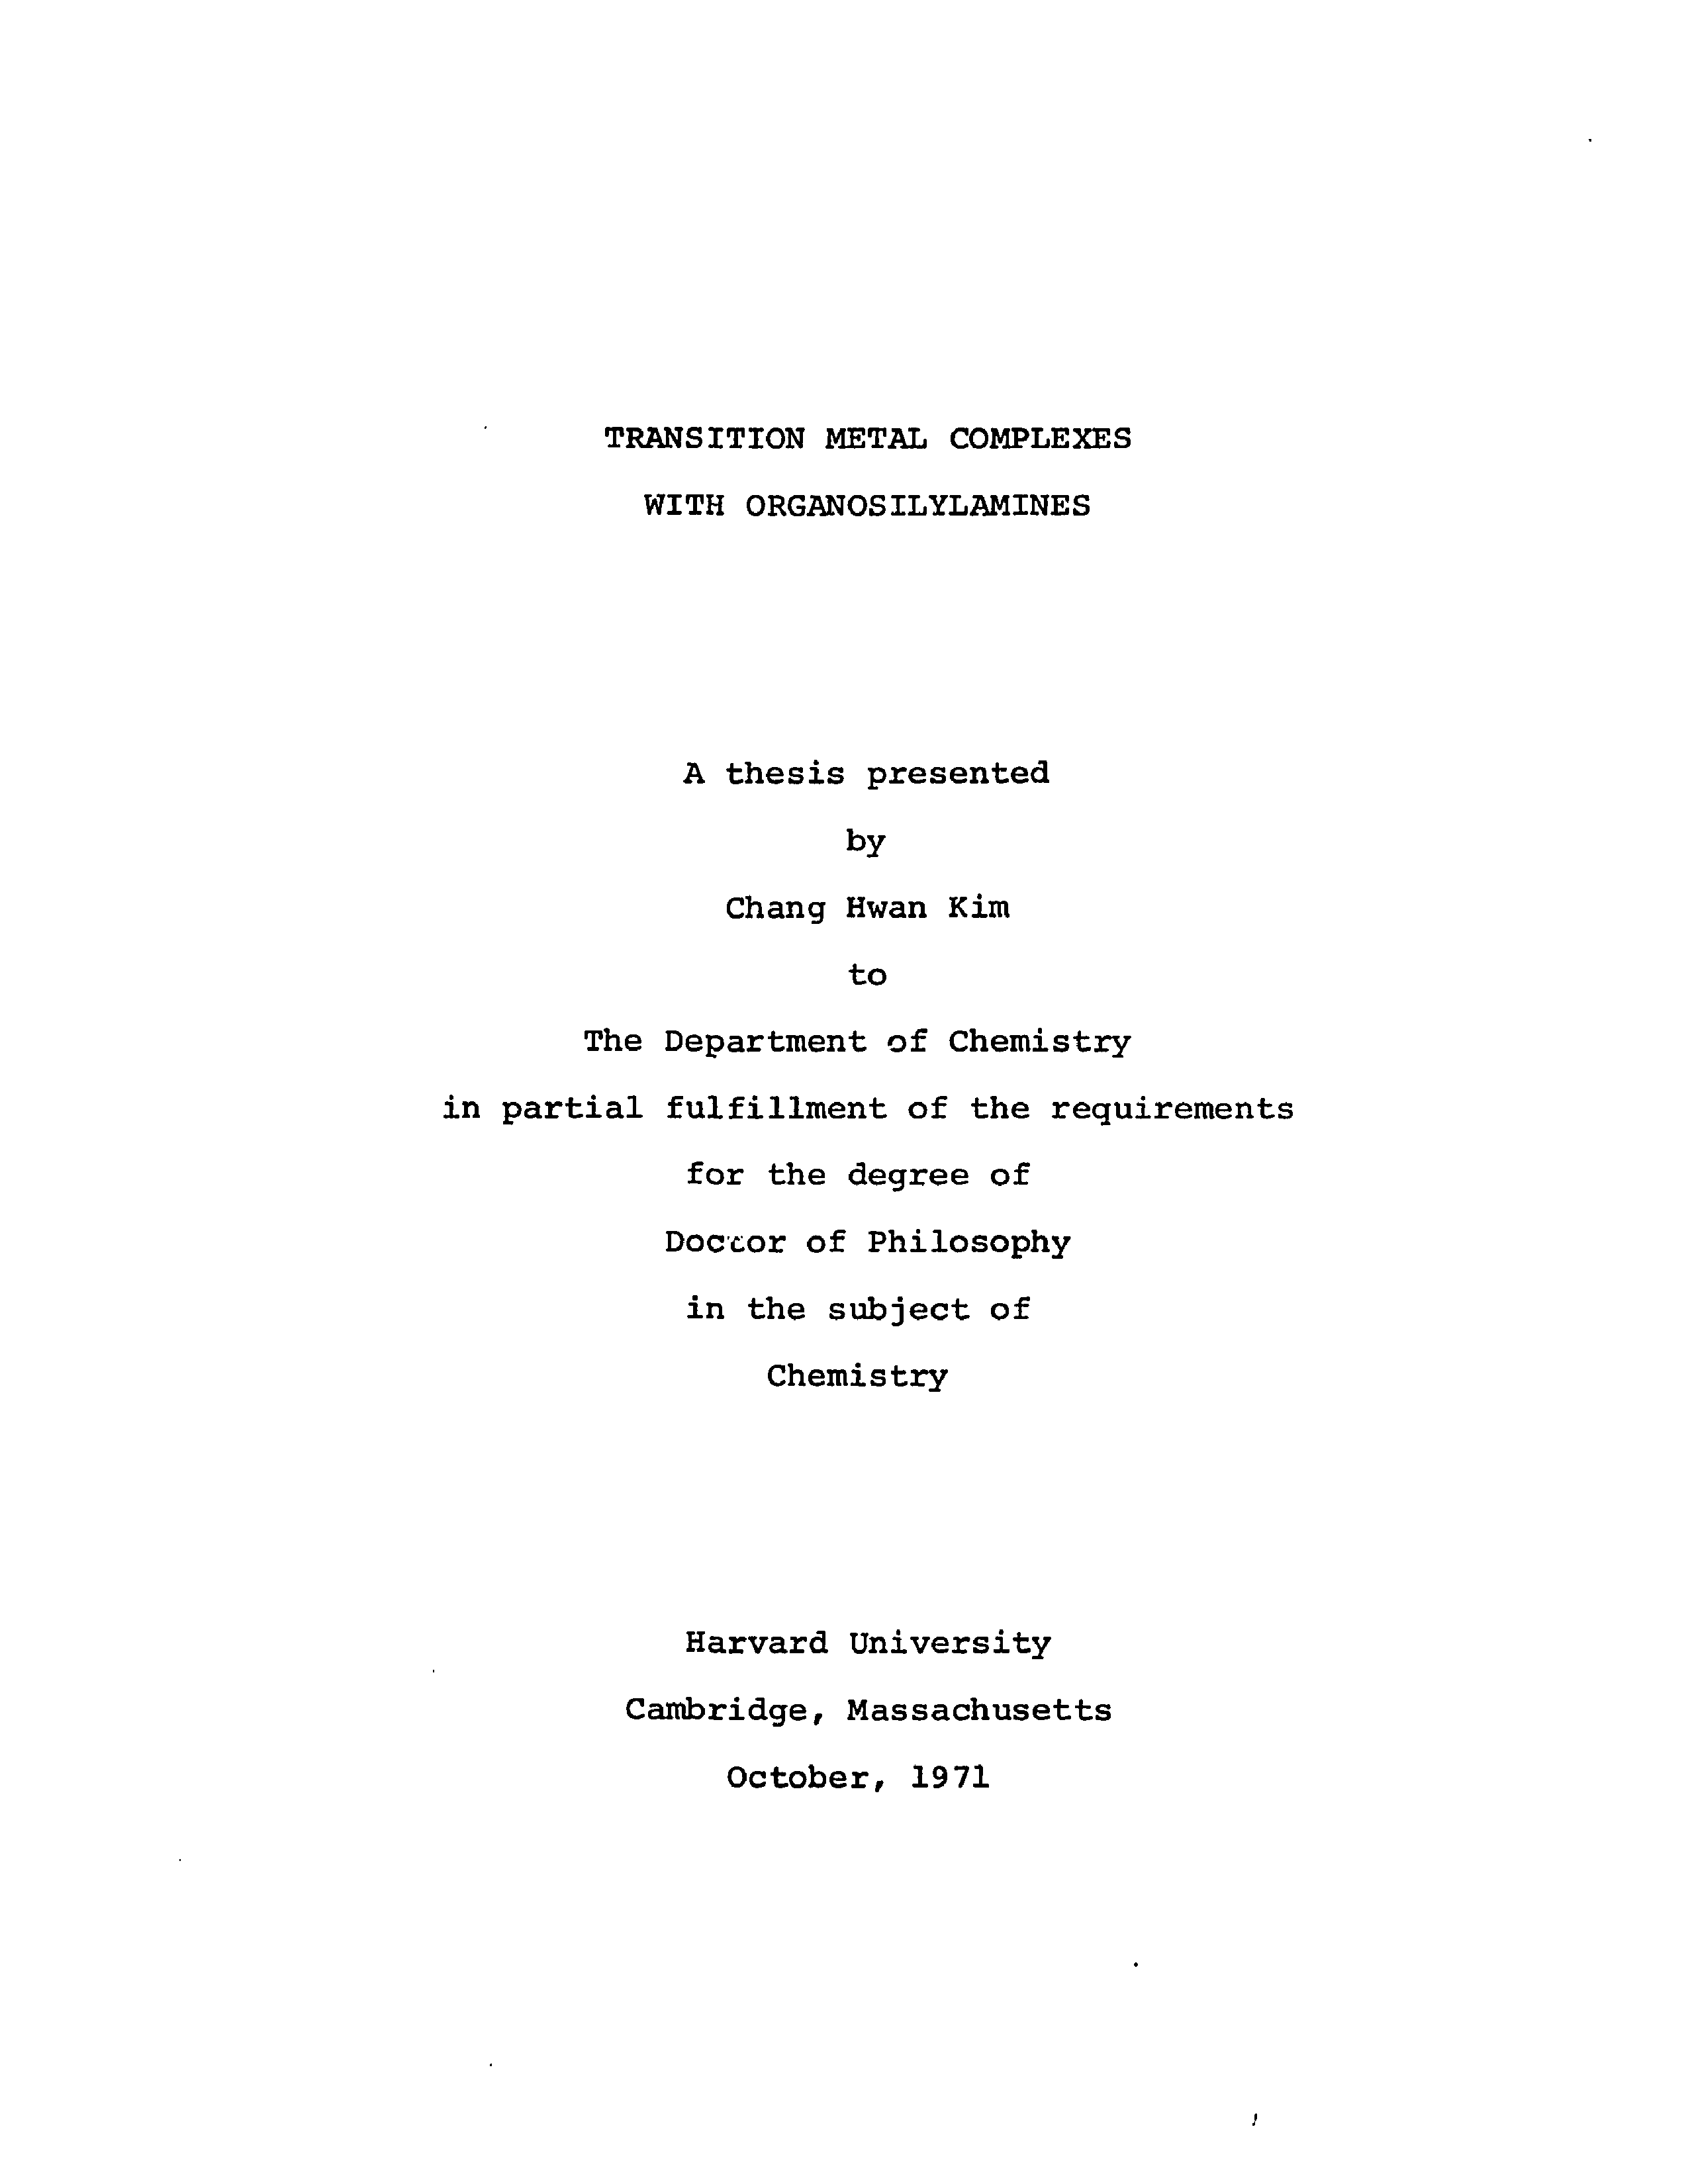 TRANSITION METAL COMPLEXES
WITH ORGANOSILYLAMINES
A thesis presented
by
Chang Hwan Kim
to
The Department of Chemistry
in partial fulfillment of the requirements
for the degree of
Doctor of Philosophy
in the subject of
Chemistry
Harvard University
Cambridge, Massachusetts
October, 1971